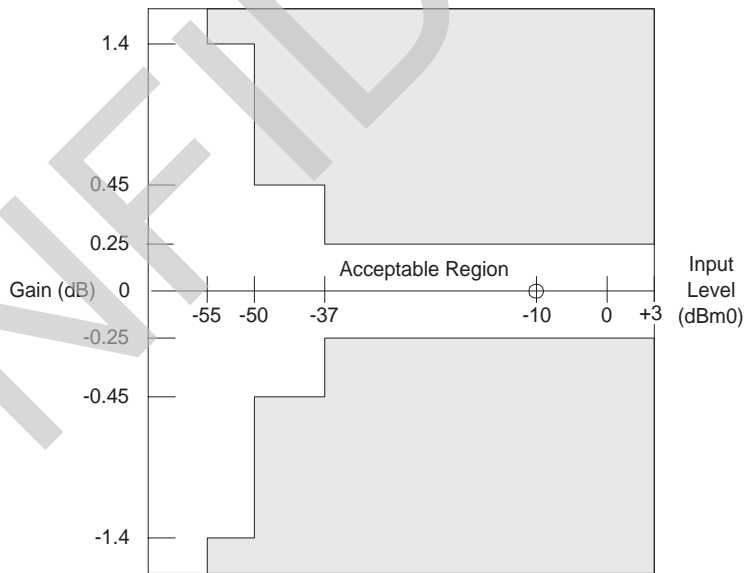 1.4
0.45
0.25
Acceptable Region
Gain (dB) 0
Input
Level
(dBm0)
-55 -50 -37 -10 0 +3
-0.25
-0.45
-1.4
NFID